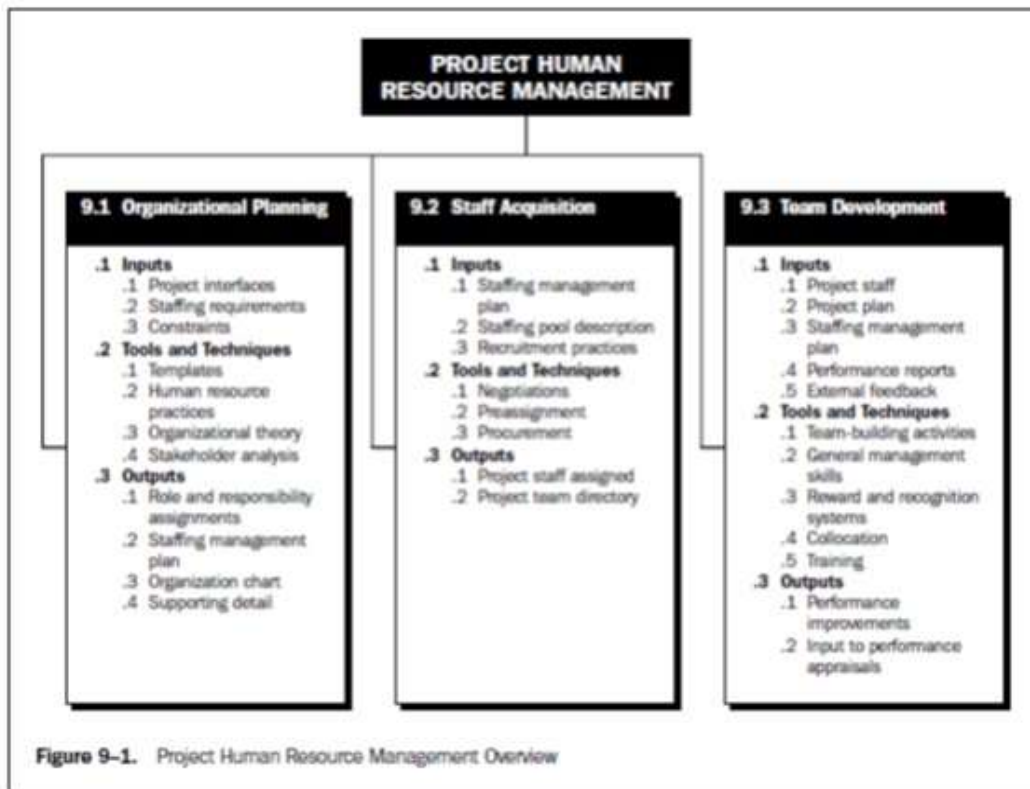 PROJECT HUMAN
RESOURCE MANAGEMENT
9.1 Organizational Planning
.1 Inputs
.1 Project interfaces
.2 Staffing requirements
.3 Constraints
.2 Tools and Techniques
.1 Templates
.2 Human resource
practices
.3 Organizational theory
.4 Stakeholder analysis
.3 Outputs
.1 Role and responsibility
assignments
.2 Staffing management
plan
.3 Organization chart
.4 Supporting detail
9.2 Staff Acquisition
.1 Inputs
.1 Staffing management
plan
.2 Staffing pool description
.3 Recruitment practices
.2 Tools and Techniques
.1 Negotiations
.2 Preassignment
.3 Procurement
.3 Outputs
.1 Project staff assigned
.2 Project team directory
9.3 Team Development
.1 Inputs
.1 Project staff
.2 Project plan
.3 Staffing management
plan
.4 Performance reports
.5 External feedback
.2 Tools and Techniques
.1 Team-building activities
.2 General management
skills
.3 Reward and recognition
systems
.4 Collocation
.5 Training
.3 Outputs
.1 Performance
improvements
.2 Input to performance
appraisals
Figure 9–1. Project Human Resource Management Overview